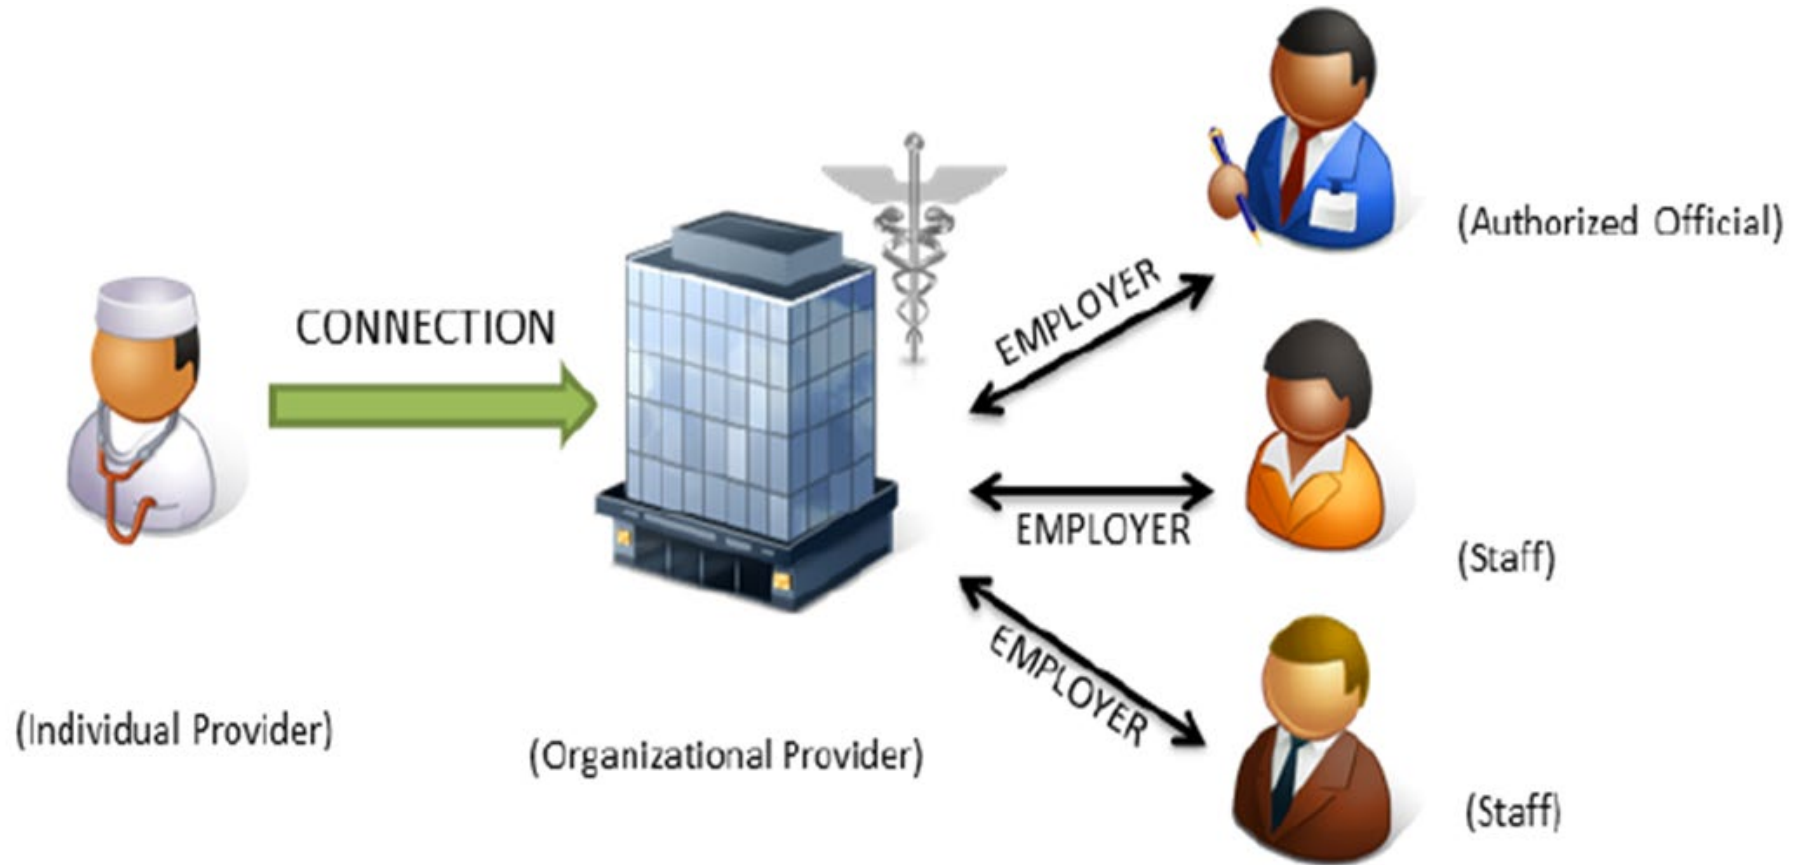 CONNECTION
(Individual Provider)
(Organizational Provider)
EMPLOYER
(Authorized Official)
EMPLOYER
(Staff)
EMPLOYER
(Staff)